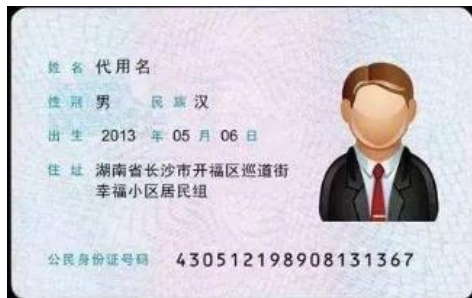 姓名 代用名
性别 男 民族 汉
出生 2013 年 05 月 06 日
住址 湖南省长沙市开福区巡道街
幸福小区居民组
公民身份证号码 430512198908131367